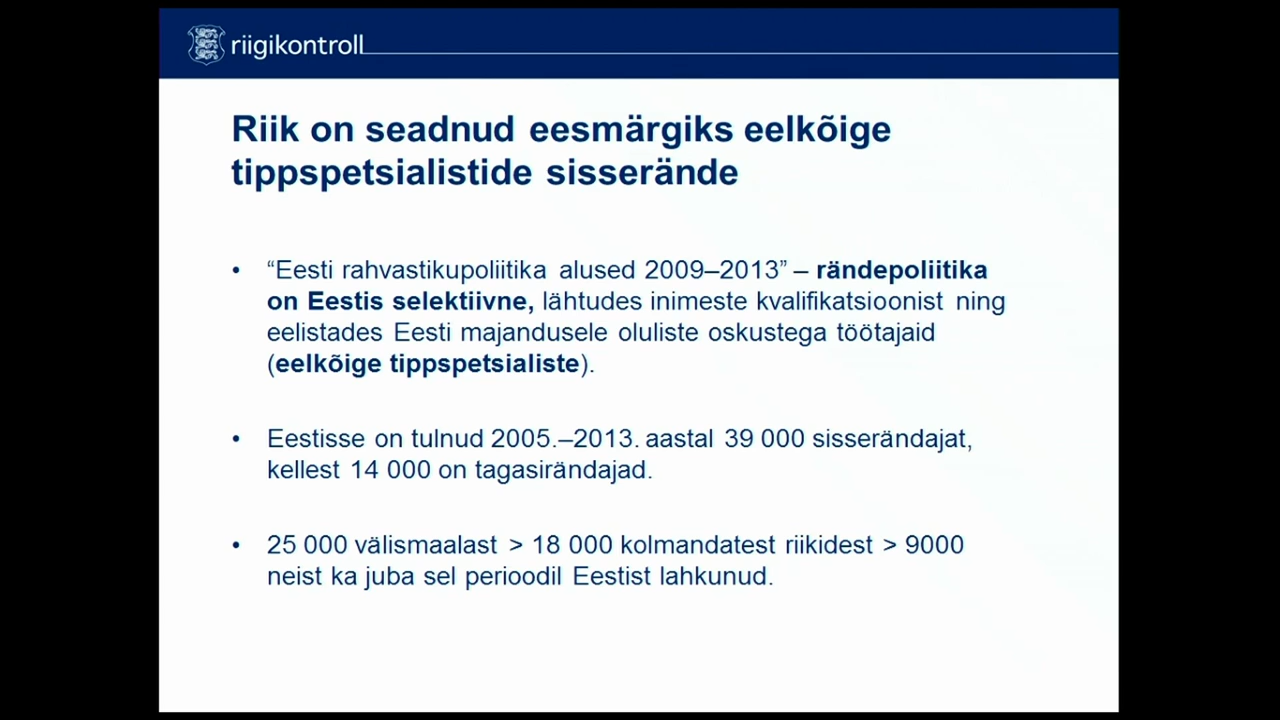 riigikontroll
Riik on seadnud eesmärgiks eelkõige
tippspetsialistide sisserände
• “Eesti rahvastikupoliitika alused 2009–2013” – rändepoliitika
on Eestis selektiivne, lähtudes inimeste kvalifikatsioonist ning
eelistades Eesti majandusele oluliste oskustega töötajaid
(eelkõige tippspetsialiste).
• Eestisse on tulnud 2005.–2013. aastal 39 000 sisserändajat,
kellest 14 000 on tagasirändajad.
• 25 000 välismaalast > 18 000 kolmandatest riikidest > 9000
neist ka juba sel perioodil Eestist lahkunud.